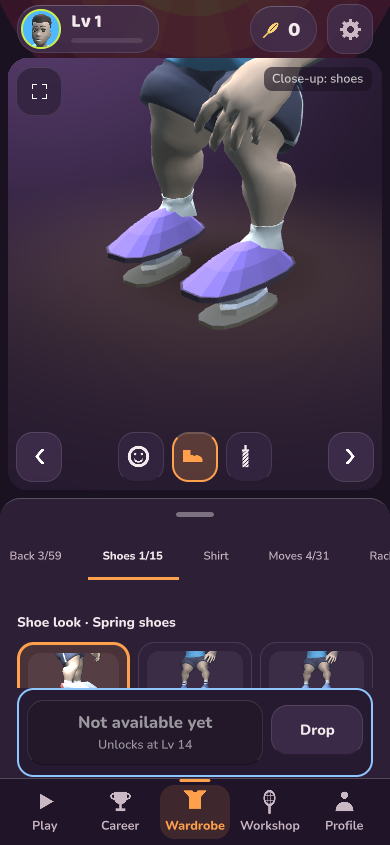 Lv 1
0
Close-up: shoes
Back 3/59
Shoes 1/15
Shirt
Moves 4/31
Shoe look · Spring shoes
Not available yet
Unlocks at Lv 14
Drop
Play
Career
Wardrobe
Workshop
Profile